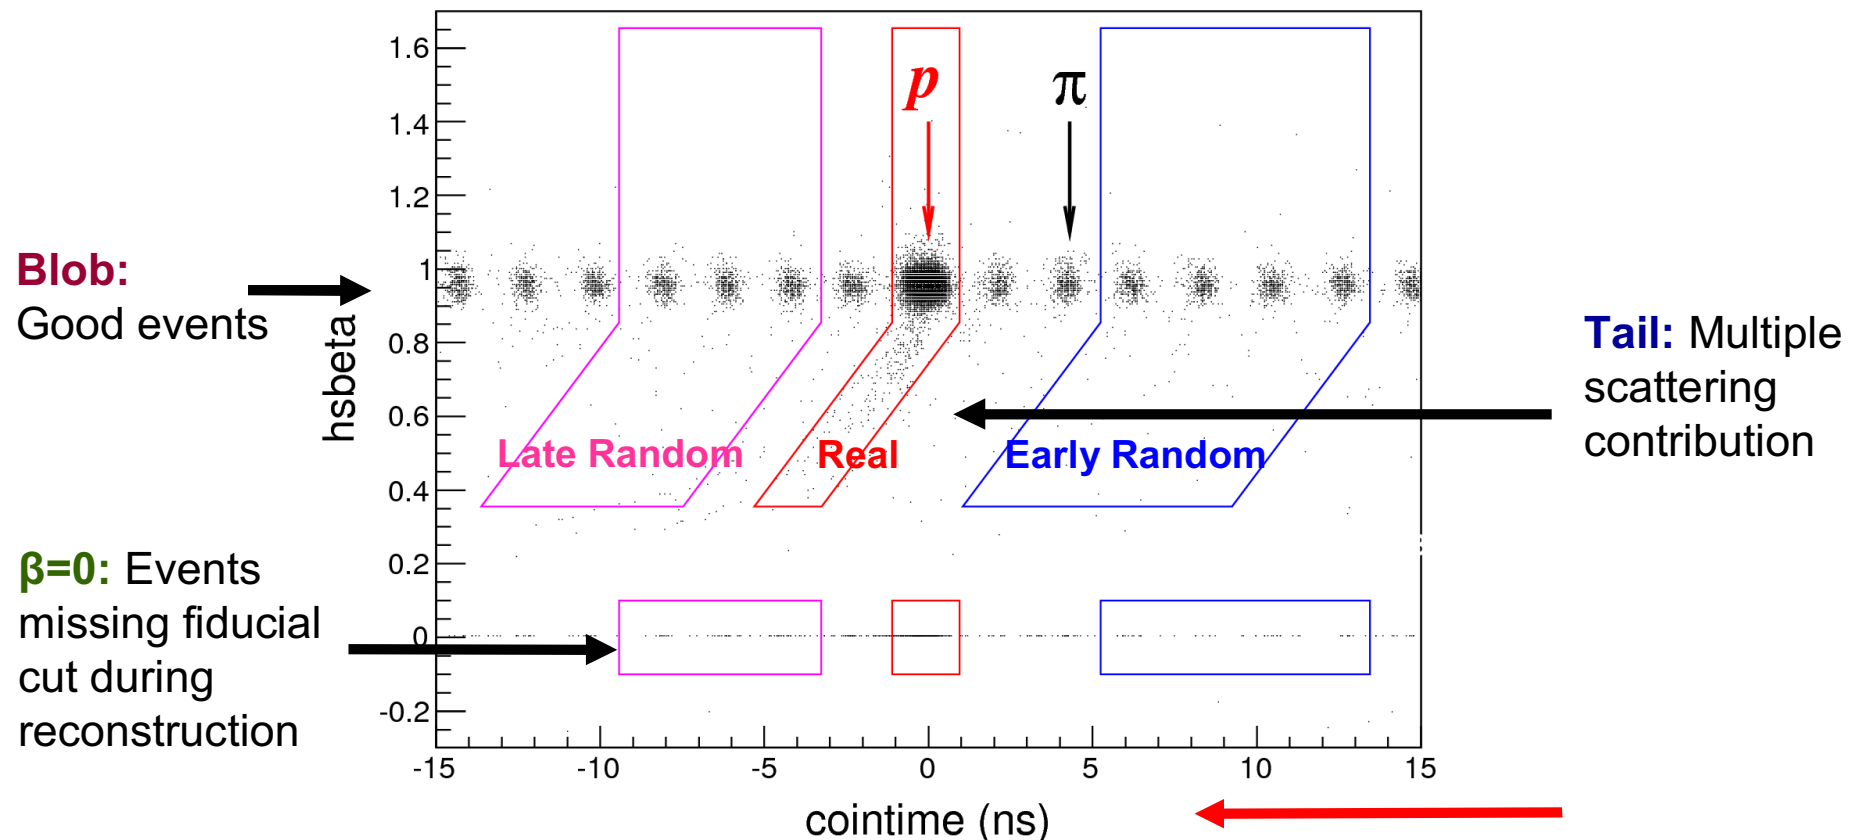 Blob:
Good events
β=0: Events
missing fiducial
cut during
reconstruction
hsbeta
1.6
1.4
1.2
1
0.8
0.6
0.4
0.2
0
-0.2
p
π
Late Random
Real
Early Random
-15
-10
-5
0
5
10
15
cointime (ns)
Tail: Multiple
scattering
contribution